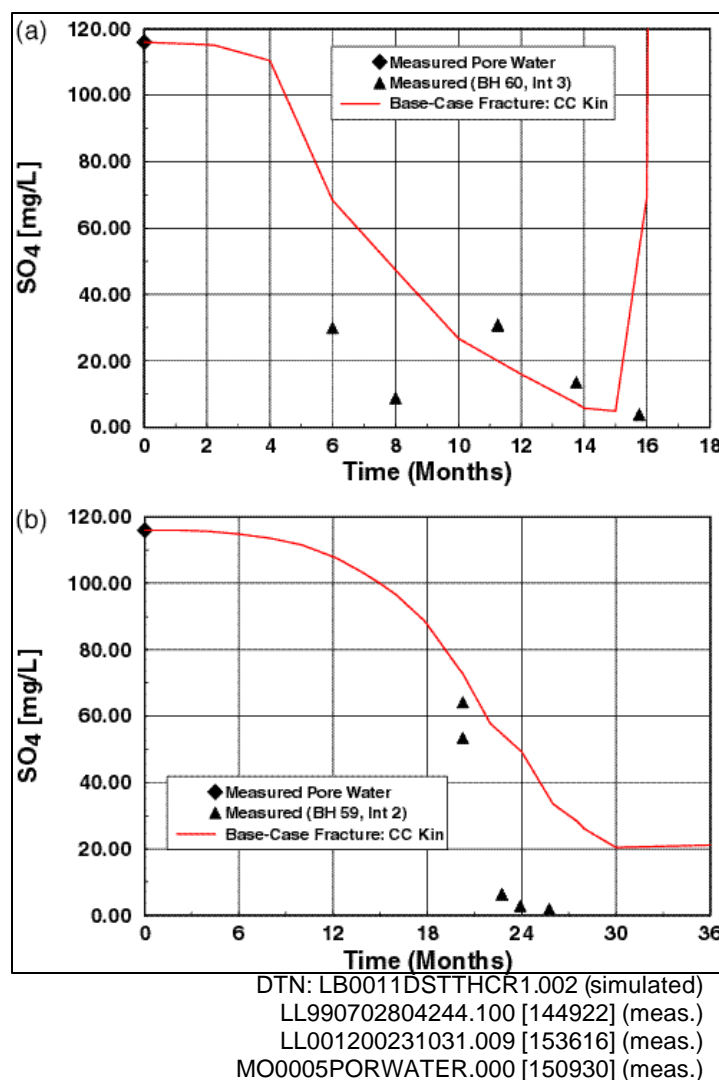 (a)
120.00
100.00
80.00
60.00
40.00
20.00
0.00
SO4 [mg/L]
Measured Pore Water
Measured (BH 60, Int 3)
Base-Case Fracture: CC Kin
0 2 4 6 8 10 12 14 16 18
Time (Months)
(b)
120.00
100.00
80.00
60.00
40.00
20.00
0.00
SO4 [mg/L]
Measured Pore Water
Measured (BH 59, Int 2)
Base-Case Fracture: CC Kin
0 6 12 18 24 30 36
Time (Months)
DTN: LB0011DSTTHCR1.002 (simulated)
LL990702804244.100 [144922] (meas.)
LL001200231031.009 [153616] (meas.)
MO0005PORWATER.000 [150930] (meas.)